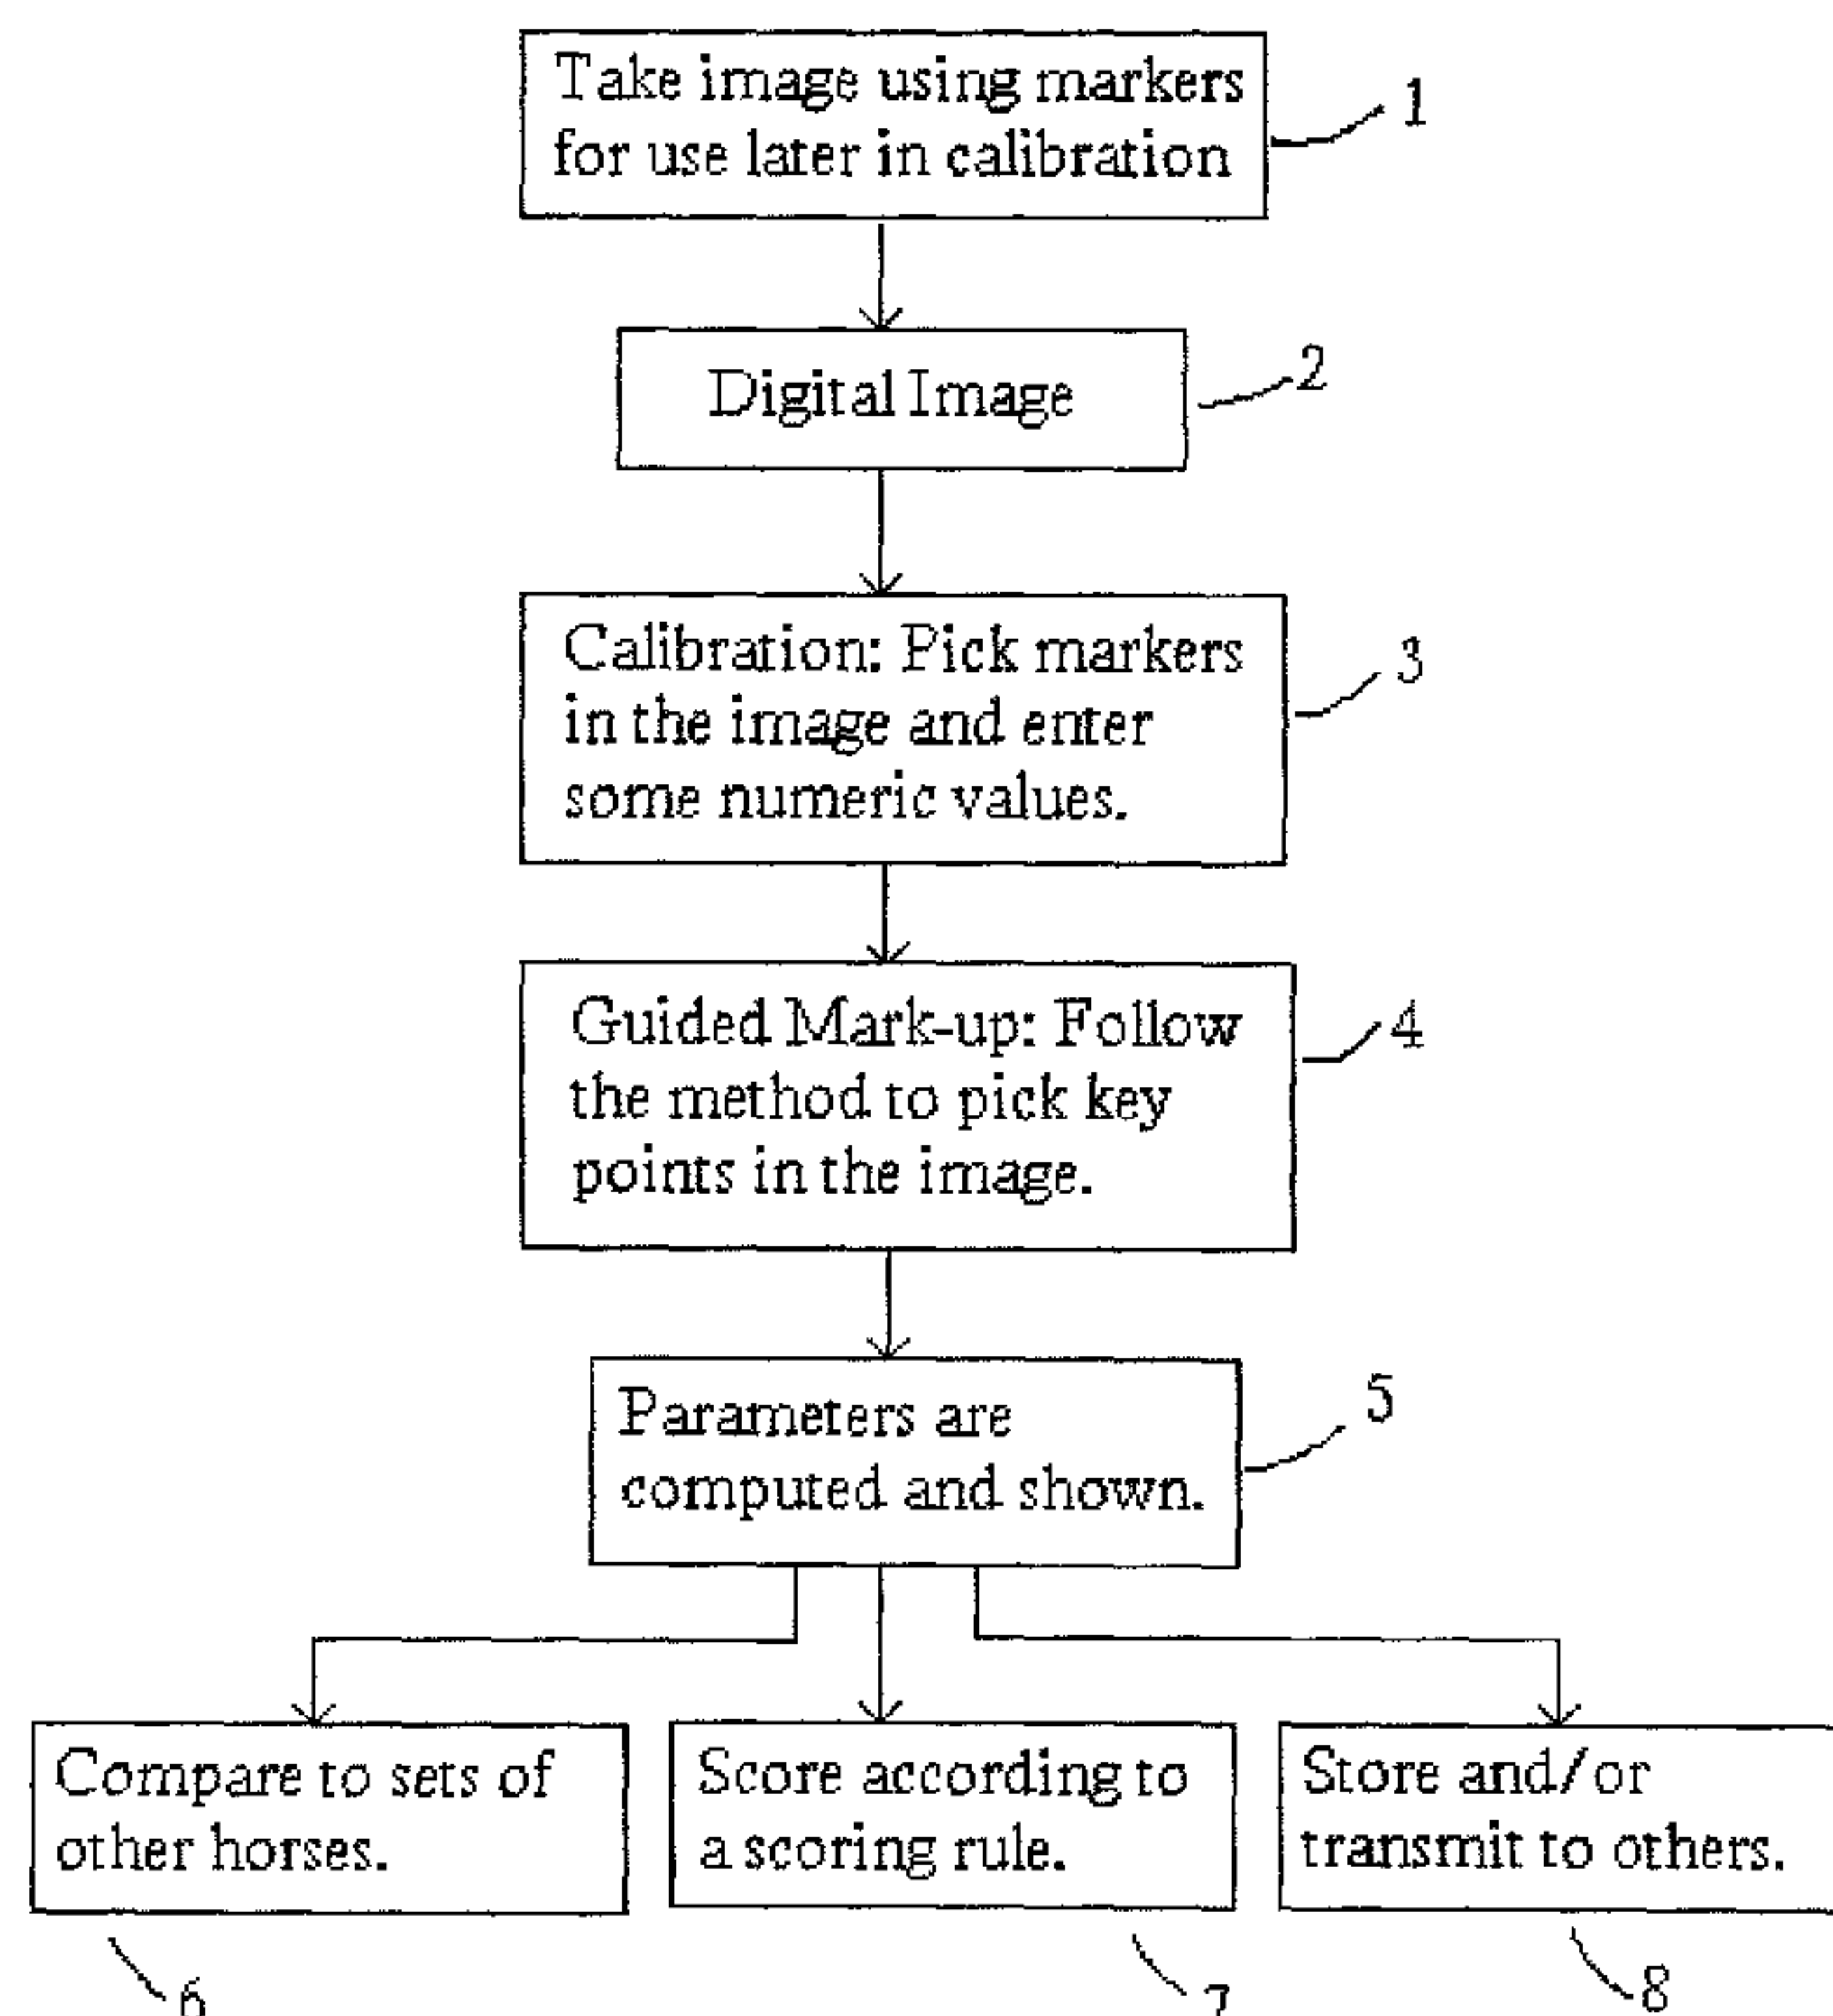 Take image using markers
for use later in calibration
1
Digital Image
2
Calibration: Pick markers
in the image and enter
some numeric values.
3
Guided Mark-up: Follow
the method to pick key
points in the image.
4
Parameters are
computed and shown.
5
Compare to sets of
other horses.
6
Score according to
a scoring rule.
7
Store and/or
transmit to others.
8